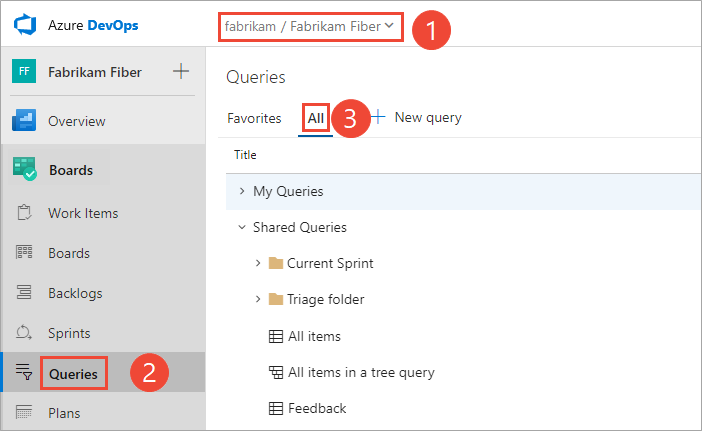 Azure DevOps
fabrikam / Fabrikam Fiber
1
FF
Fabrikam Fiber
Overview
Boards
Work Items
Boards
Backlogs
Sprints
Queries
2
Plans
Queries
Favorites
All
3
New query
Title
My Queries
Shared Queries
Current Sprint
Triage folder
All items
All items in a tree query
Feedback